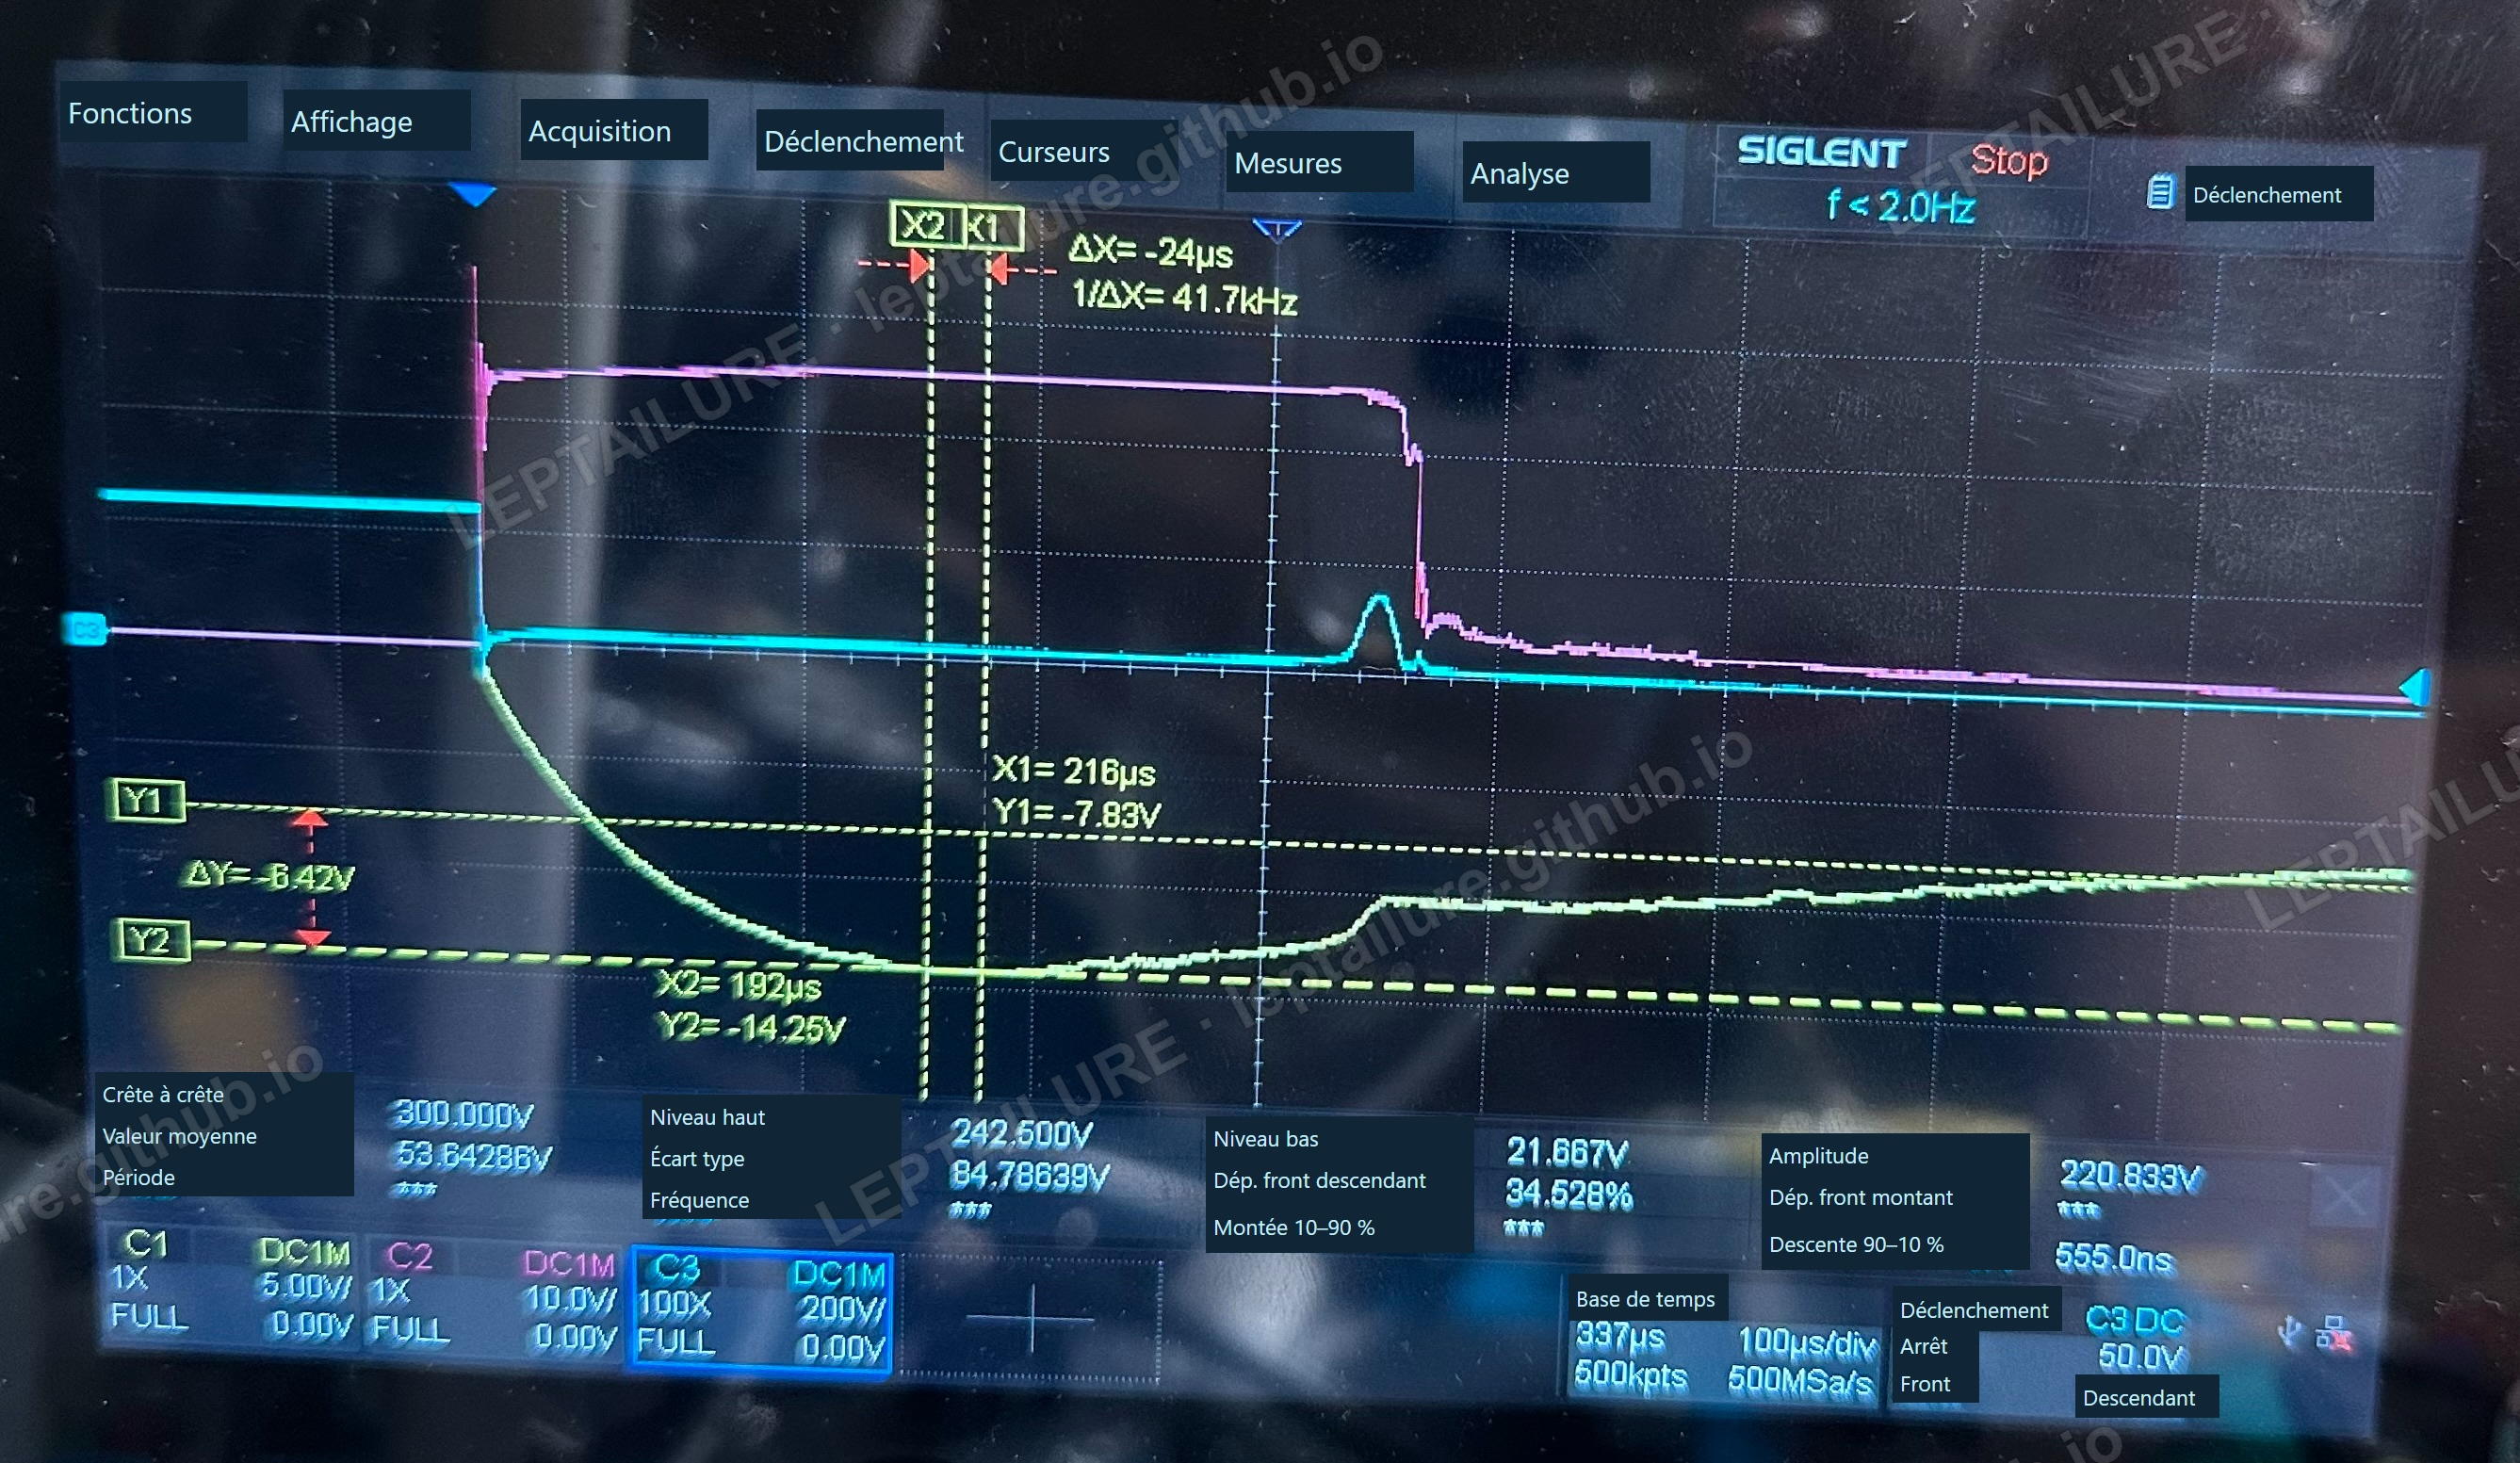 Fonctions
Affichage
Acquisition
Déclenchement
Curseurs
Mesures
Analyse
SIGLENT
Stop
f < 2.0Hz
Déclenchement
X2
X1
ΔX= -24µs
1/ΔX= 41.7kHz
C3
X1= 216µs
Y1= -7.83V
Y1
ΔY= -6.42V
Y2
X2= 192µs
Y2= -14.25V
Crête à crête 300.000V
Valeur moyenne 53.64286V
Période ***
Niveau haut 242.500V
Écart type 84.78639V
Fréquence ***
Niveau bas 21.667V
Dép. front descendant 34.528%
Montée 10–90 % ***
Amplitude 220.833V
Dép. front montant ***
Descente 90–10 % 555.0ns
C1 DC1M
1X 5.00V/
FULL 0.00V
C2 DC1M
1X 10.0V/
FULL 0.00V
C3 DC1M
100X 200V/
FULL 0.00V
Base de temps
337µs 100µs/div
500kpts 500MSa/s
Déclenchement C3 DC
Arrêt 50.0V
Front Descendant
LEPTAILURE · leptailure.github.io
LEPTAILURE · leptailure.github.io